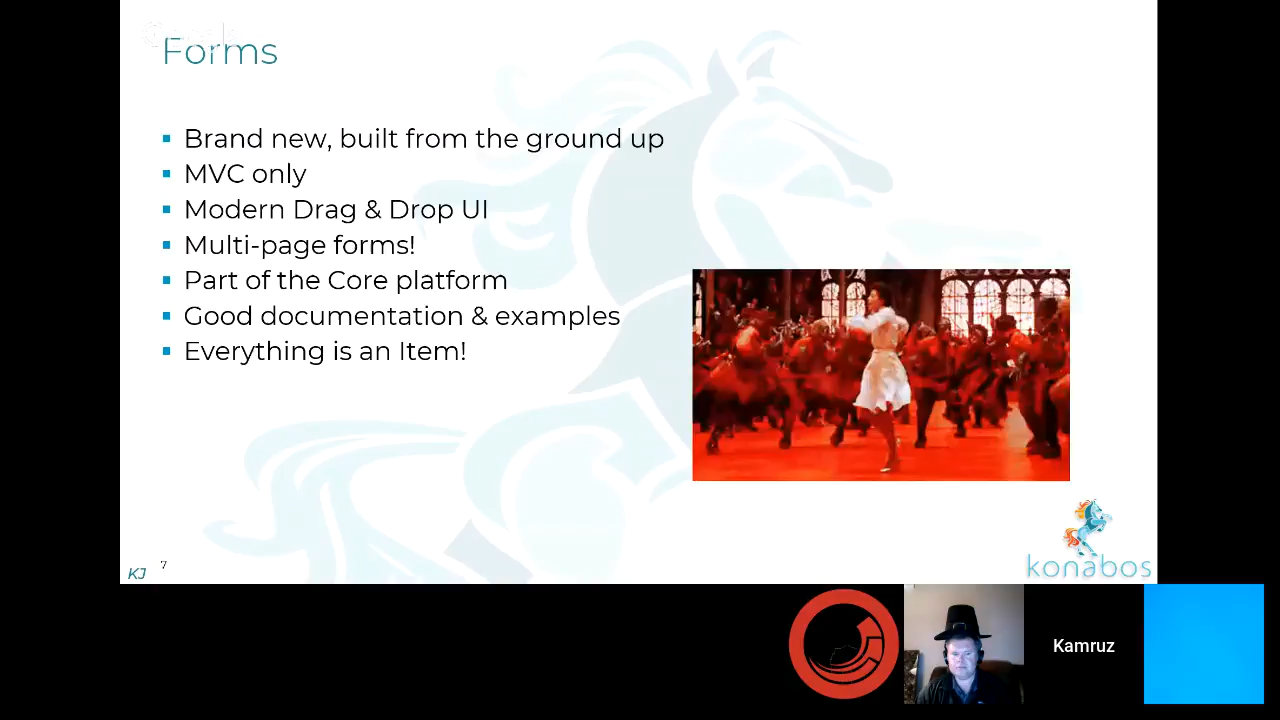 Forms
Brand new, built from the ground up
MVC only
Modern Drag & Drop UI
Multi-page forms!
Part of the Core platform
Good documentation & examples
Everything is an Item!
konabos
KJ
7
Kamruz